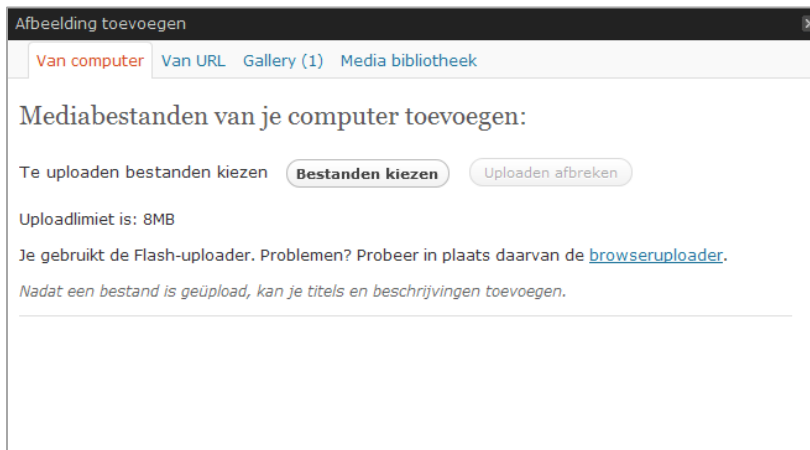 Afbeelding toevoegen
Van computer Van URL Gallery (1) Media bibliotheek
Mediabestanden van je computer toevoegen:
Te uploaden bestanden kiezen Bestanden kiezen Uploaden afbreken
Uploadlimiet is: 8MB
Je gebruikt de Flash-uploader. Problemen? Probeer in plaats daarvan de browseruploader.
Nadat een bestand is geüpload, kan je titels en beschrijvingen toevoegen.